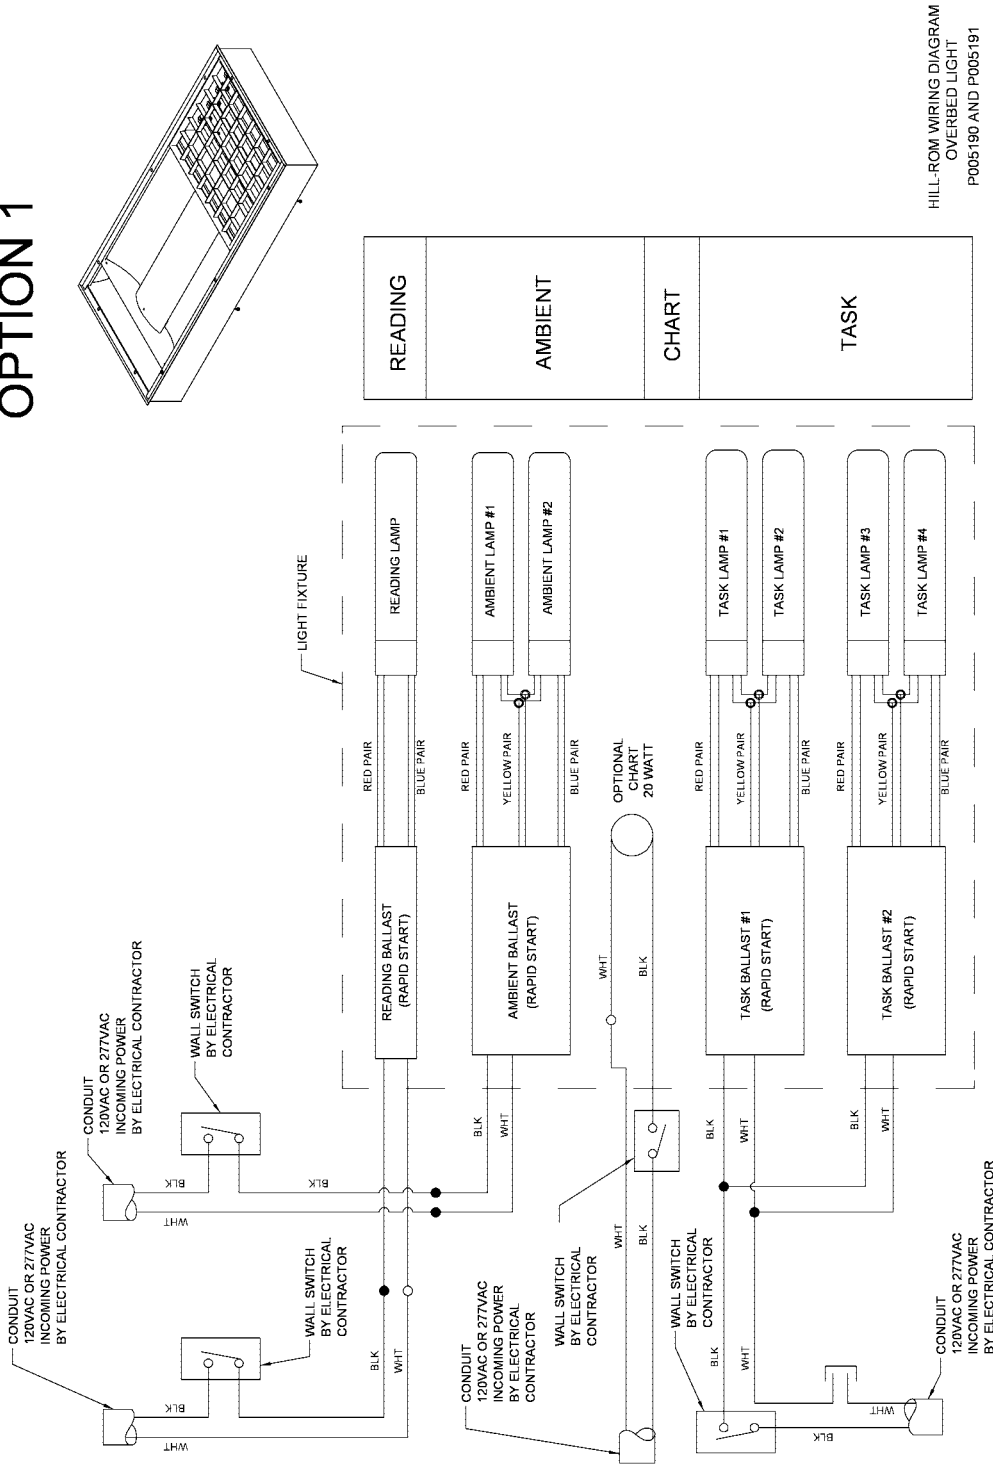 OPTION 1
CONDUIT
120VAC OR 277VAC
INCOMING POWER
BY ELECTRICAL CONTRACTOR
CONDUIT
120VAC OR 277VAC
INCOMING POWER
BY ELECTRICAL CONTRACTOR
WALL SWITCH
BY ELECTRICAL
CONTRACTOR
WALL SWITCH
BY ELECTRICAL
CONTRACTOR
BLK
WHT
BLK
WHT
BLK
BLK
WHT
BLK
WHT
LIGHT FIXTURE
READING BALLAST
(RAPID START)
RED PAIR
BLUE PAIR
READING LAMP
READING
AMBIENT BALLAST
(RAPID START)
RED PAIR
YELLOW PAIR
BLUE PAIR
AMBIENT LAMP #1
AMBIENT LAMP #2
AMBIENT
CONDUIT
120VAC OR 277VAC
INCOMING POWER
BY ELECTRICAL
CONTRACTOR
WALL SWITCH
BY ELECTRICAL
CONTRACTOR
WHT
BLK
WHT
BLK
OPTIONAL
CHART
20 WATT
CHART
WALL SWITCH
BY ELECTRICAL
CONTRACTOR
BLK
WHT
BLK
WHT
TASK BALLAST #1
(RAPID START)
RED PAIR
YELLOW PAIR
BLUE PAIR
TASK LAMP #1
TASK LAMP #2
TASK
BLK
WHT
TASK BALLAST #2
(RAPID START)
RED PAIR
YELLOW PAIR
BLUE PAIR
TASK LAMP #3
TASK LAMP #4
BLK
WHT
CONDUIT
120VAC OR 277VAC
INCOMING POWER
BY ELECTRICAL CONTRACTOR
HILL-ROM WIRING DIAGRAM
OVERBED LIGHT
P005190 AND P005191